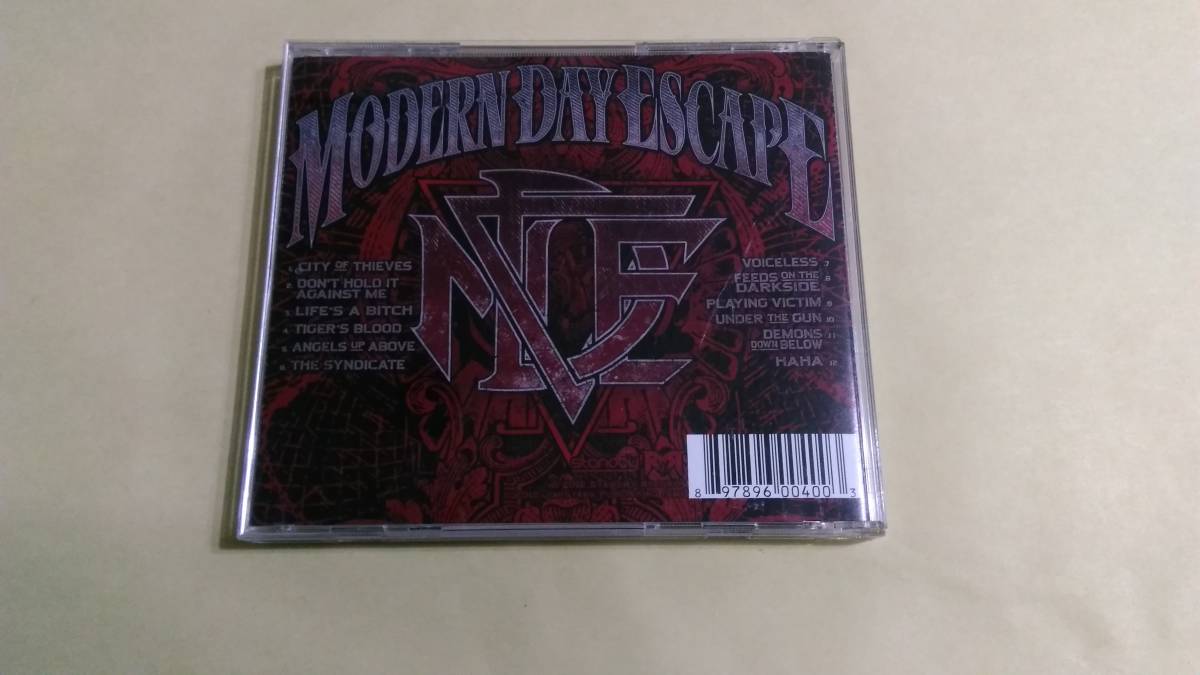 MODERN DAY ESCAPE
MDE
1. CITY OF THIEVES
2. DON'T HOLD IT
AGAINST ME
3. LIFE'S A BITCH
4. TIGER'S BLOOD
5. ANGELS UP ABOVE
6. THE SYNDICATE
VOICELESS 7
FEEDS ON THE 8
DARKSIDE
PLAYING VICTIM 9
UNDER THE GUN 10
DEMONS 11
DOWN BELOW
HAHA 12
standby
8 97896 00400 3